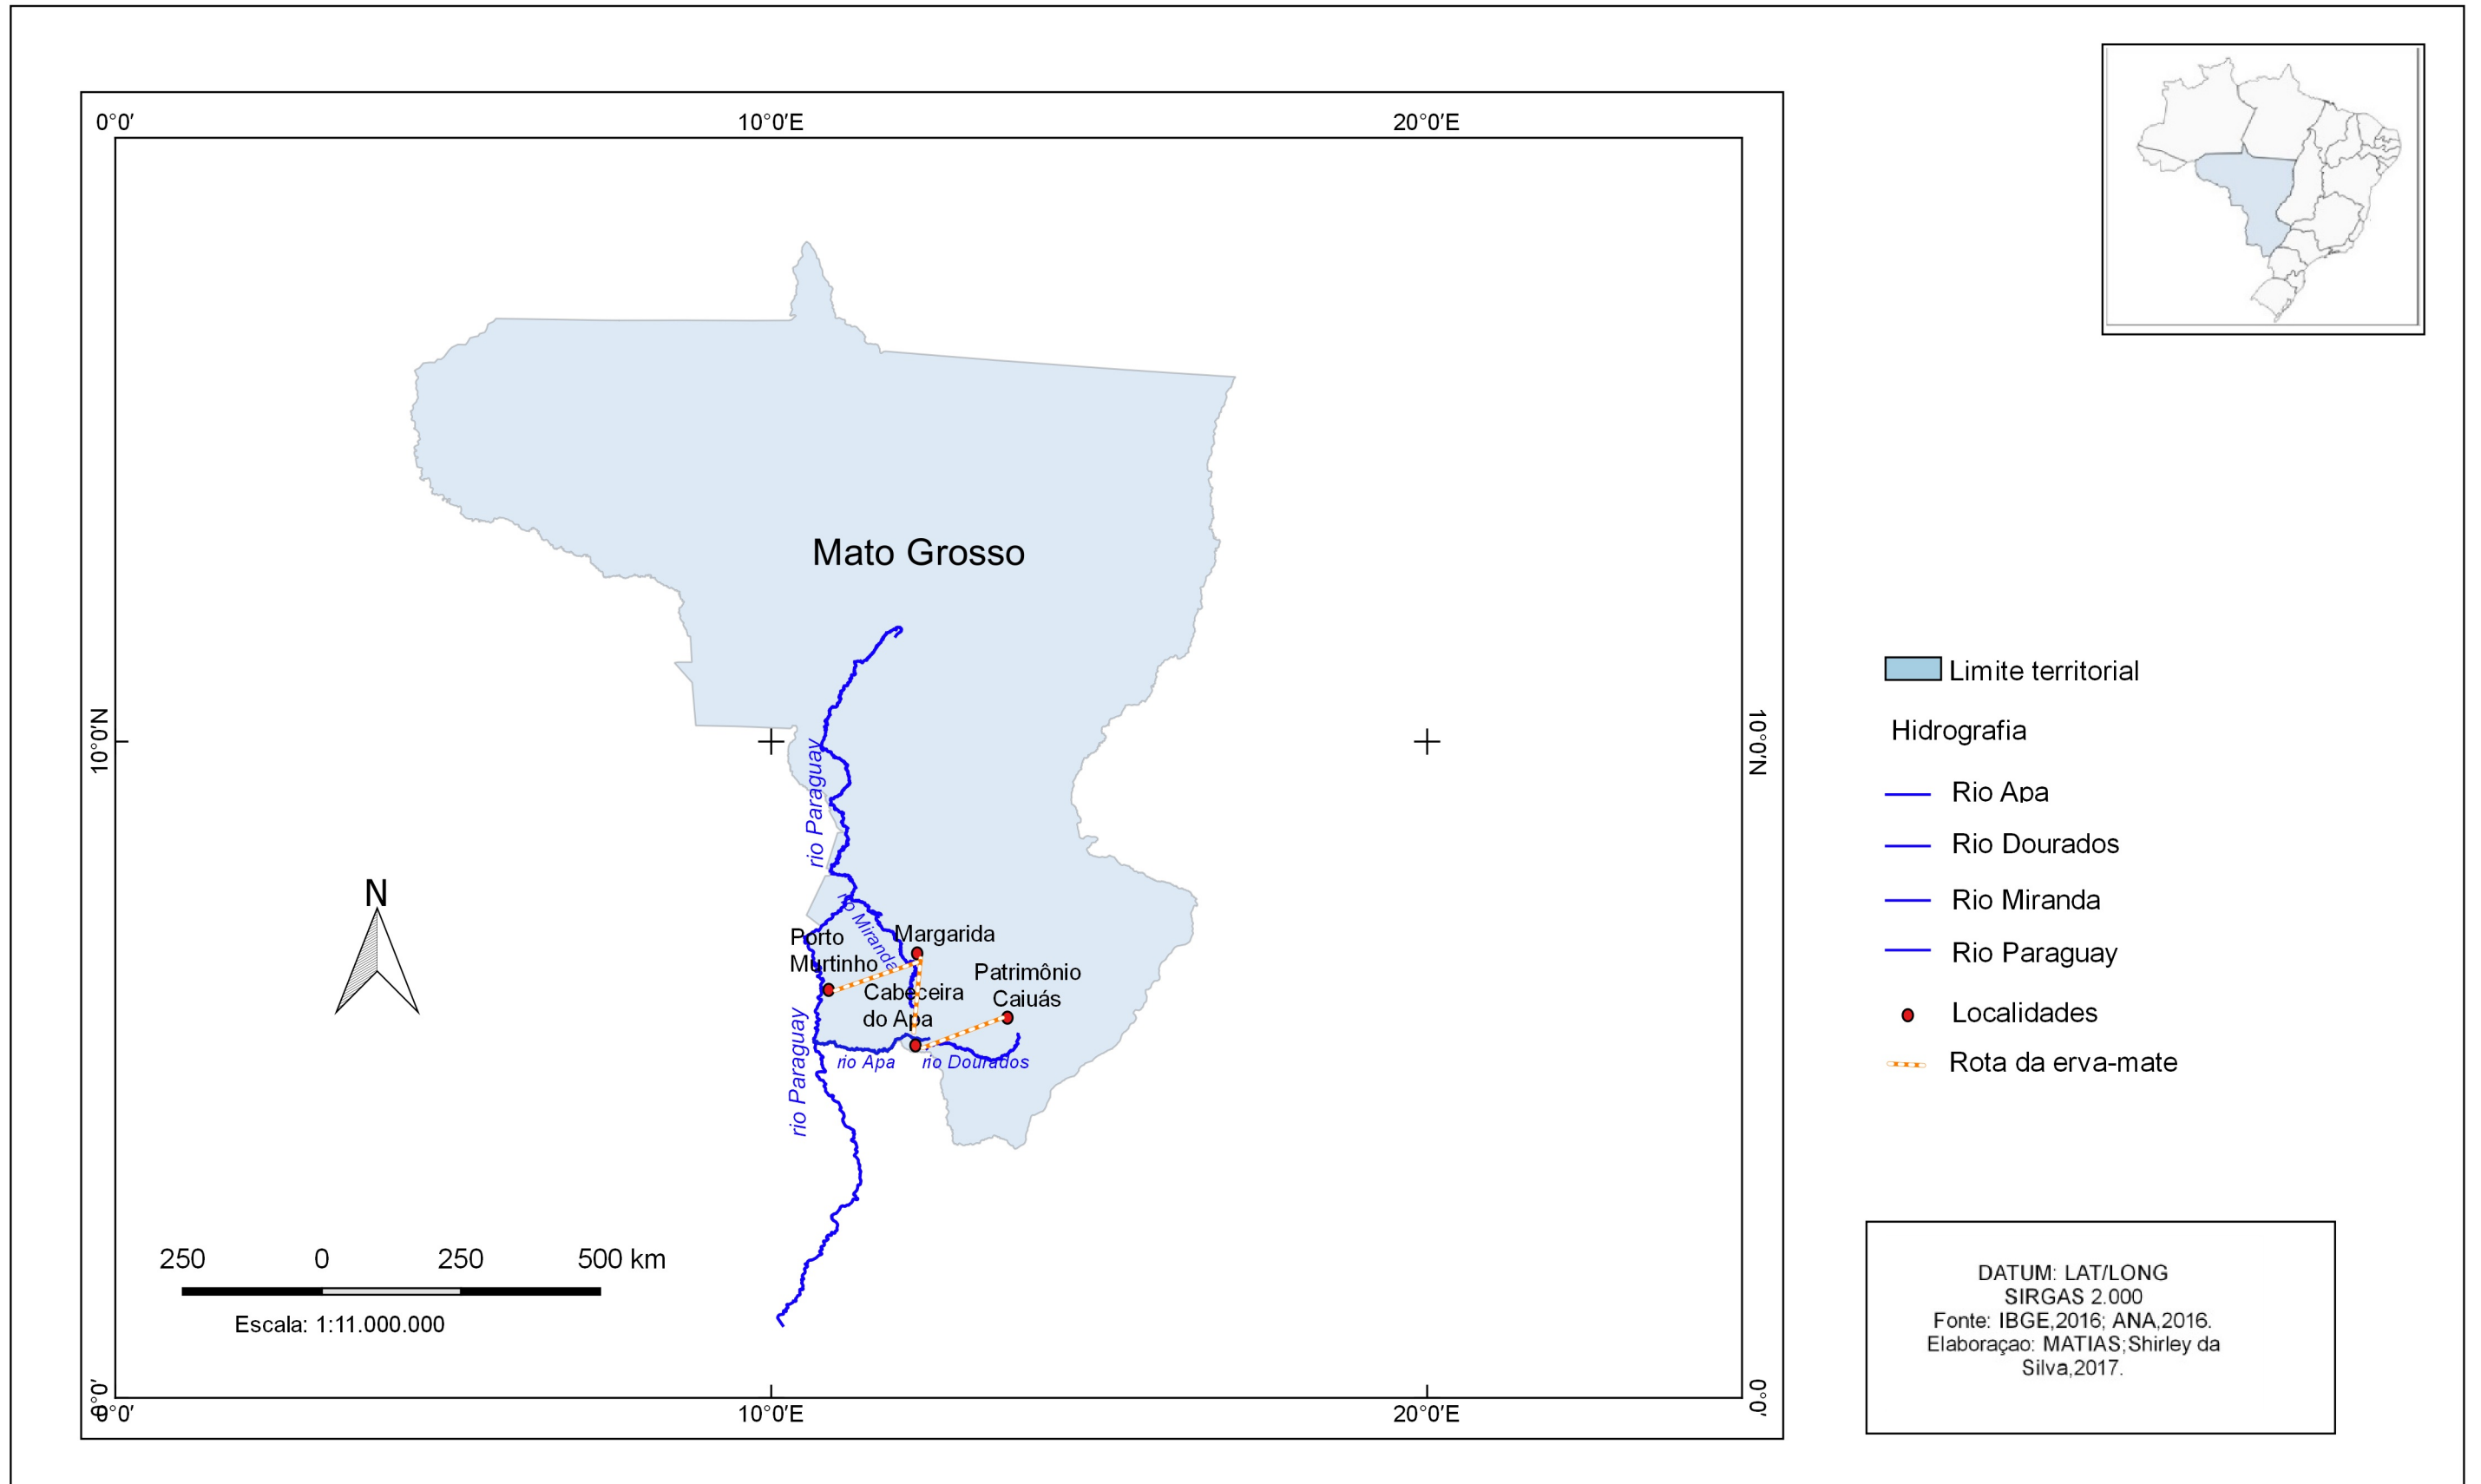 0°0′
10°0′E
20°0′E
Mato Grosso
10°0′N
10°0′N
rio Paraguay
rio Miranda
N
Porto
Murtinho
Margarida
Patrimônio
Caiuás
Cabeceira
do Apa
rio Paraguay
rio Apa
rio Dourados
250 0 250 500 km
Escala: 1:11.000.000
0°0′
0°0′
0°0′
10°0′E
20°0′E
Limite territorial
Hidrografia
Rio Apa
Rio Dourados
Rio Miranda
Rio Paraguay
Localidades
Rota da erva-mate
DATUM: LAT/LONG
SIRGAS 2.000
Fonte: IBGE,2016; ANA,2016.
Elaboraçao: MATIAS;Shirley da
Silva,2017.